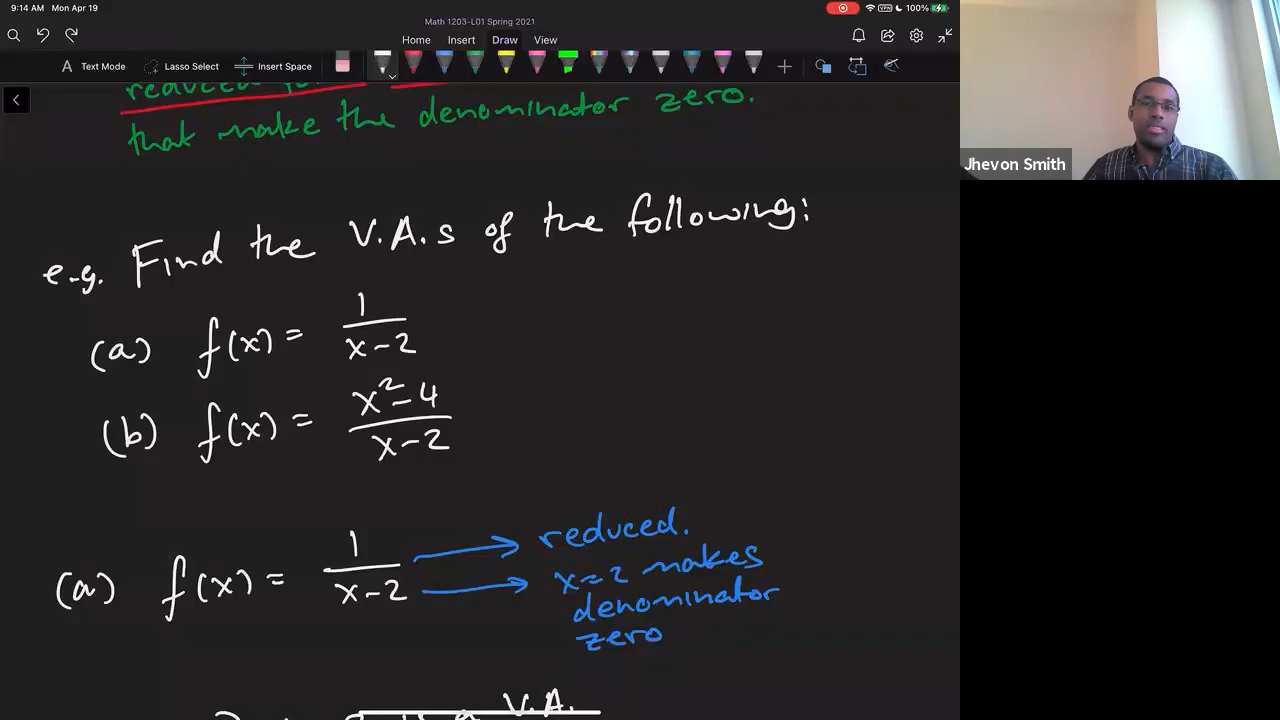 9:14 AM Mon Apr 19
100%
Math 1203-L01 Spring 2021
Home Insert Draw View
Text Mode Lasso Select Insert Space
reduced
that make the denominator zero.
Jhevon Smith
e.g. Find the V.A.s of the following:
(a) f(x) = 1/(x-2)
(b) f(x) = (x²-4)/(x-2)
(a) f(x) = 1/(x-2) → reduced.
→ x=2 makes
denominator
zero
V.A.